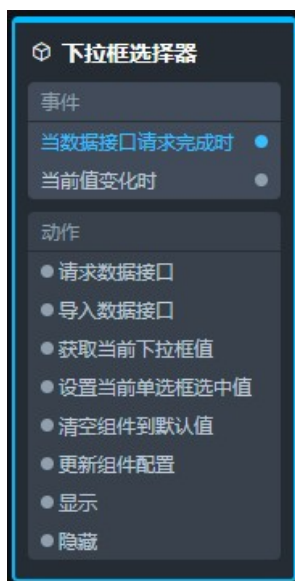 下拉框选择器
事件
当数据接口请求完成时
当前值变化时
动作
请求数据接口
导入数据接口
获取当前下拉框值
设置当前单选框选中值
清空组件到默认值
更新组件配置
显示
隐藏